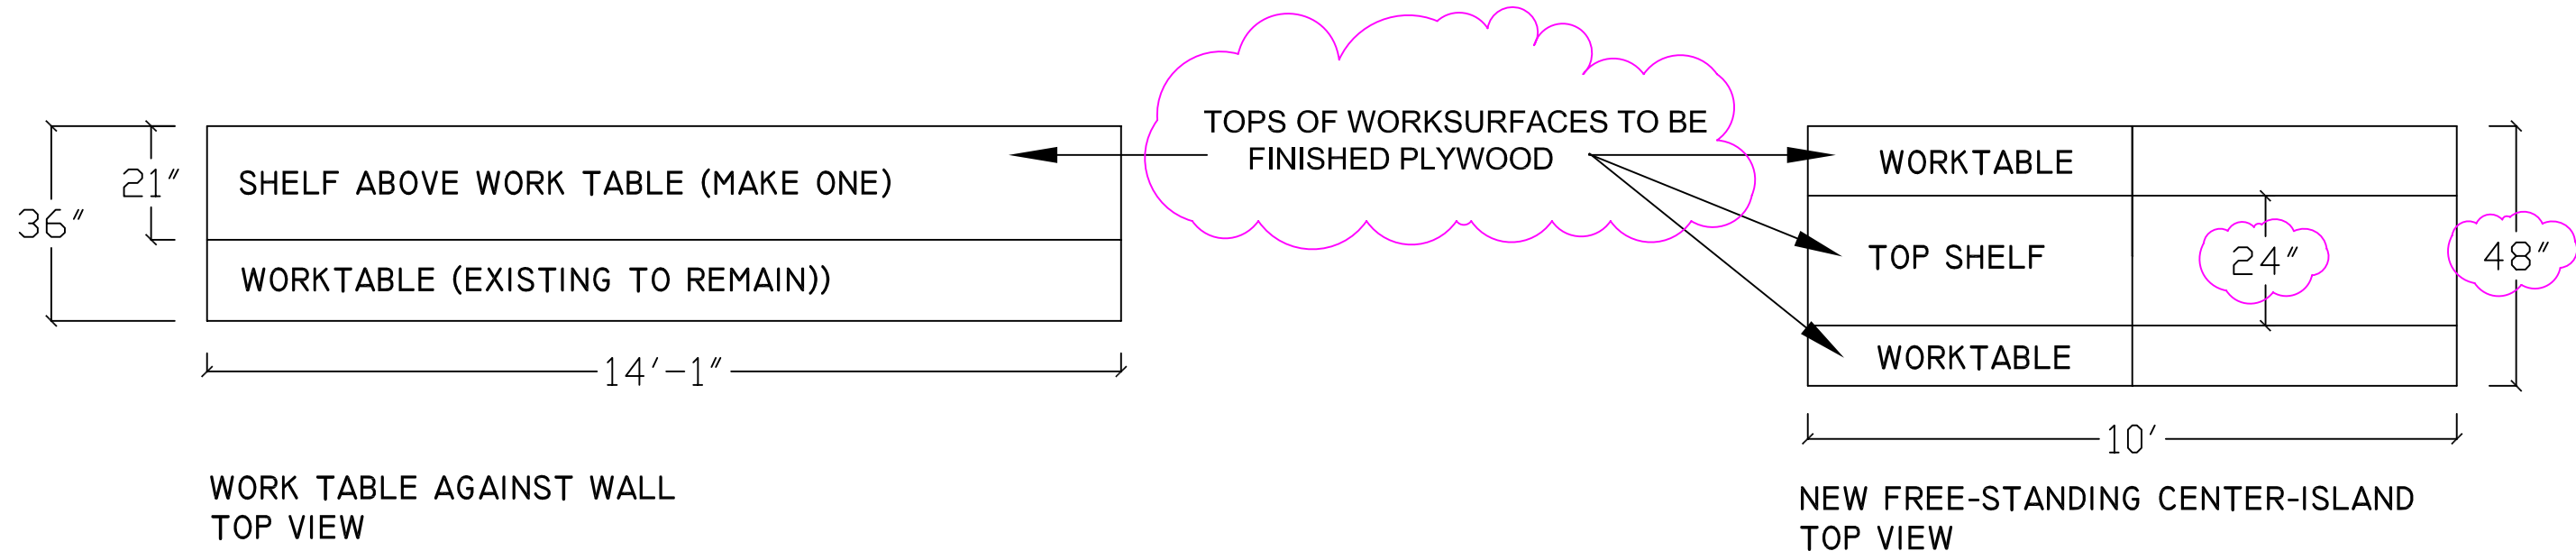 TOPS OF WORKSURFACES TO BE
FINISHED PLYWOOD
36"
21"
SHELF ABOVE WORK TABLE (MAKE ONE)
WORKTABLE (EXISTING TO REMAIN))
14'-1"
WORK TABLE AGAINST WALL
TOP VIEW
WORKTABLE
TOP SHELF
WORKTABLE
24"
48"
10'
NEW FREE-STANDING CENTER-ISLAND
TOP VIEW